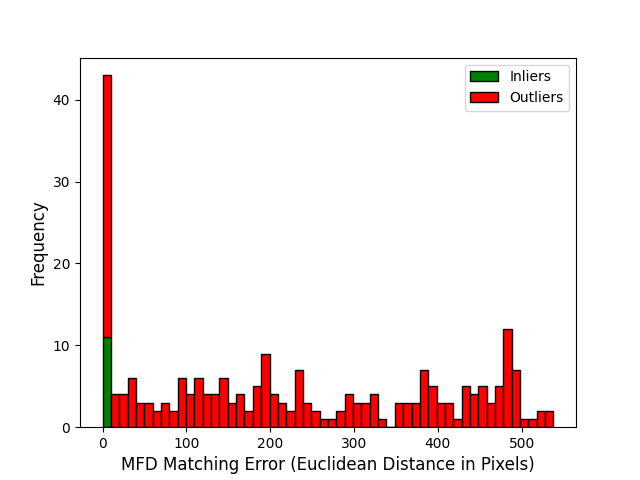 Inliers
Outliers
Frequency
40
30
20
10
0
0 100 200 300 400 500
MFD Matching Error (Euclidean Distance in Pixels)